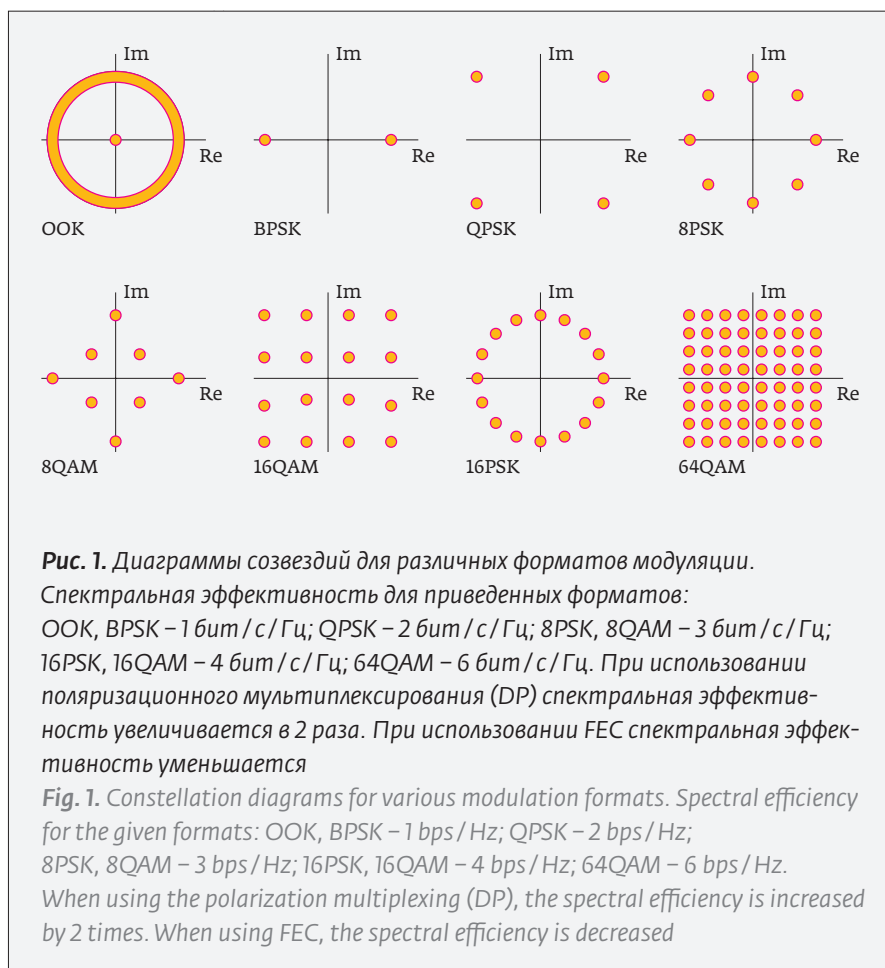 Im
Im
Im
Im
Re
Re
Re
Re
OOK
BPSK
QPSK
8PSK
Im
Im
Im
Im
Re
Re
Re
Re
8QAM
16QAM
16PSK
64QAM
Рис. 1. Диаграммы созвездий для различных форматов модуляции.
Спектральная эффективность для приведенных форматов:
OOK, BPSK – 1 бит / с / Гц; QPSK – 2 бит / с / Гц; 8PSK, 8QAM – 3 бит / с / Гц;
16PSK, 16QAM – 4 бит / с / Гц; 64QAM – 6 бит / с / Гц. При использовании
поляризационного мультиплексирования (DP) спектральная эффектив-
ность увеличивается в 2 раза. При использовании FEC спектральная эффек-
тивность уменьшается
Fig. 1. Constellation diagrams for various modulation formats. Spectral efficiency
for the given formats: OOK, BPSK – 1 bps / Hz; QPSK – 2 bps / Hz;
8PSK, 8QAM – 3 bps / Hz; 16PSK, 16QAM – 4 bps / Hz; 64QAM – 6 bps / Hz.
When using the polarization multiplexing (DP), the spectral efficiency is increased
by 2 times. When using FEC, the spectral efficiency is decreased